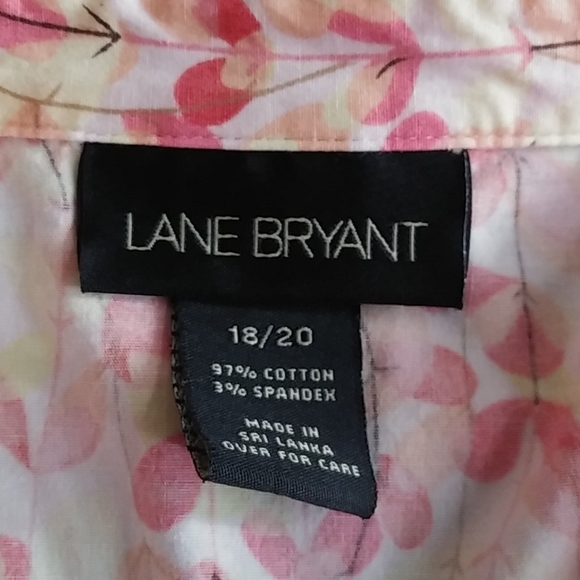 LANE BRYANT
18/20
97% COTTON
3% SPANDEX
MADE IN
SRI LANKA
OVER FOR CARE